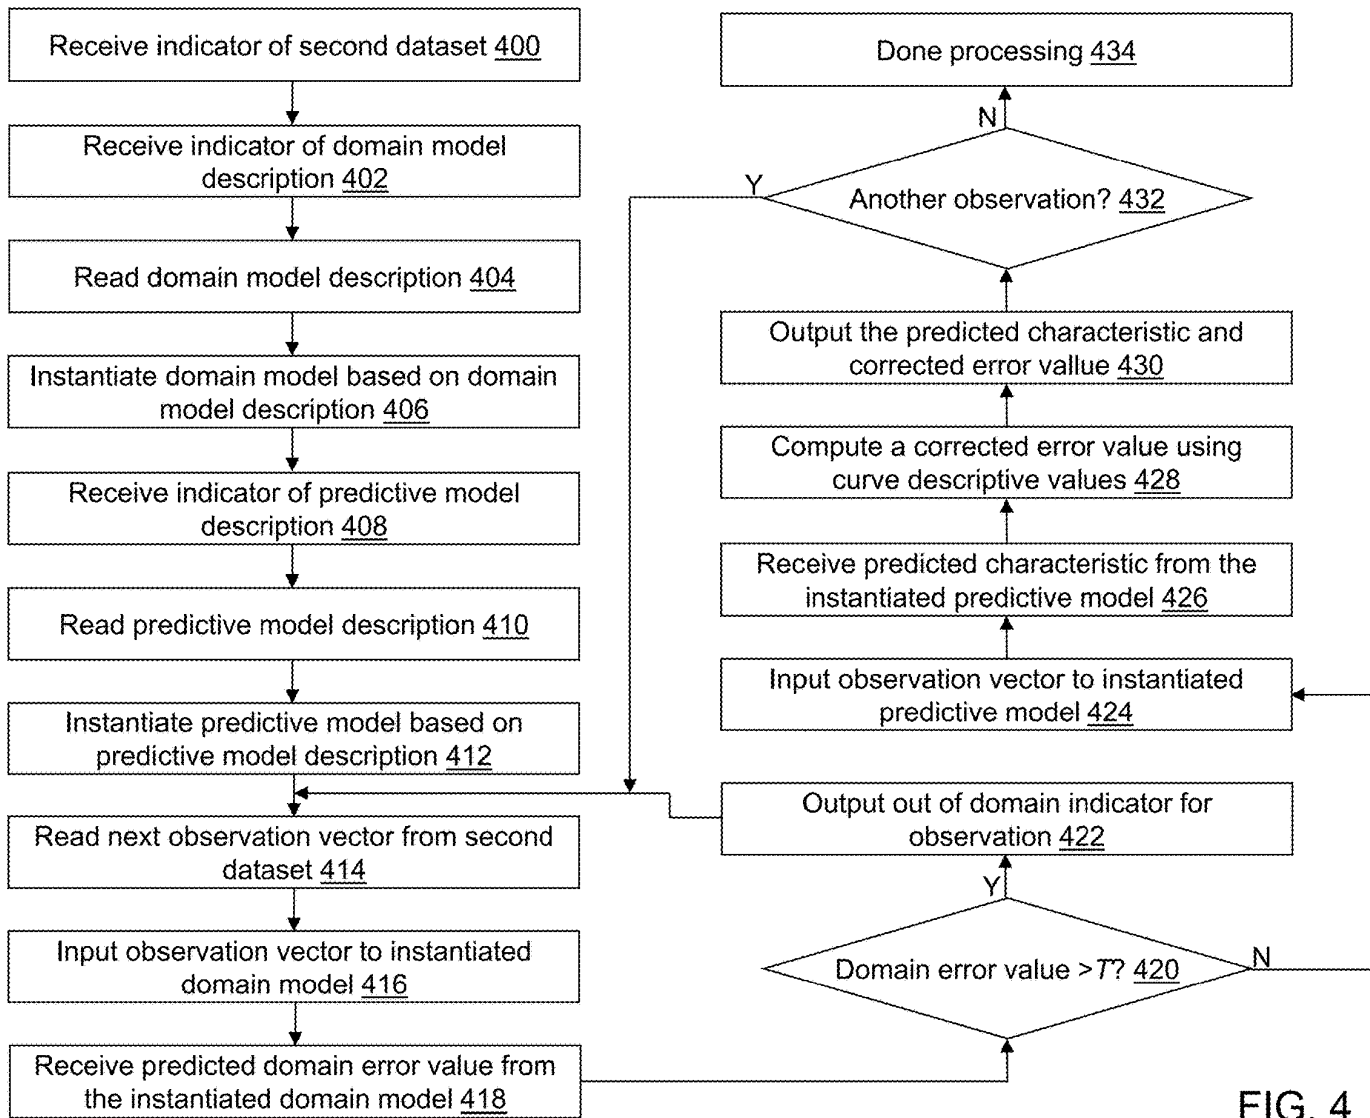 Receive indicator of second dataset 400
Receive indicator of domain model
description 402
Read domain model description 404
Instantiate domain model based on domain
model description 406
Receive indicator of predictive model
description 408
Read predictive model description 410
Instantiate predictive model based on
predictive model description 412
Read next observation vector from second
dataset 414
Input observation vector to instantiated
domain model 416
Receive predicted domain error value from
the instantiated domain model 418
Done processing 434
N
Y
Another observation? 432
Output the predicted characteristic and
corrected error vallue 430
Compute a corrected error value using
curve descriptive values 428
Receive predicted characteristic from the
instantiated predictive model 426
Input observation vector to instantiated
predictive model 424
Output out of domain indicator for
observation 422
Y
Domain error value >T? 420
N
FIG. 4